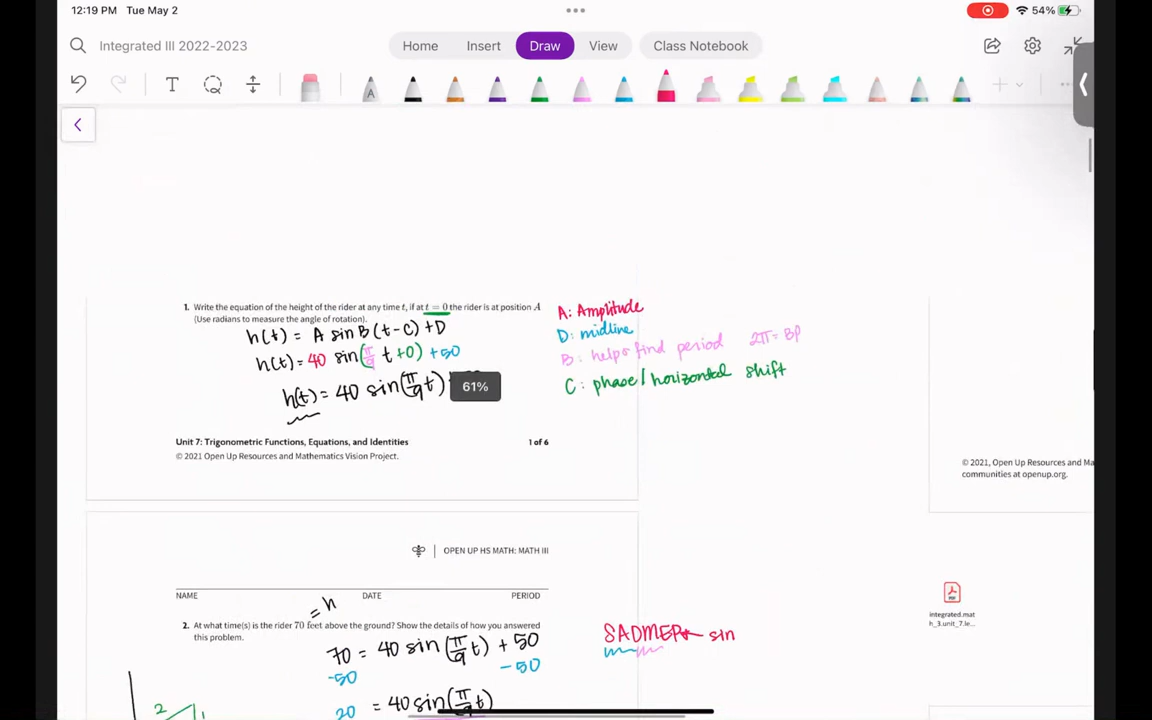 12:19 PM Tue May 2
54%
Integrated III 2022-2023
Home Insert Draw View Class Notebook
T
A
1. Write the equation of the height of the rider at any time t, if at t = 0 the rider is at position A
(Use radians to measure the angle of rotation).
h(t) = A sin B (t - c) + D
h(t) = 40 sin(π/9 t + 0) + 50
h(t) = 40 sin(π/9 t)
61%
A: Amplitude
D: midline
B: helps find period 2π = BP
C: phase/horizontal shift
Unit 7: Trigonometric Functions, Equations, and Identities 1 of 6
© 2021 Open Up Resources and Mathematics Vision Project.
© 2021, Open Up Resources and Ma
communities at openup.org.
OPEN UP HS MATH: MATH III
NAME DATE PERIOD
= h
2. At what time(s) is the rider 70 feet above the ground? Show the details of how you answered
this problem.
70 = 40 sin(π/9 t) + 50
-50 -50
20 = 40 sin(π/9 t)
2 1
SADMEP ← sin
PDF
integrated.mat
h_3.unit_7.le...